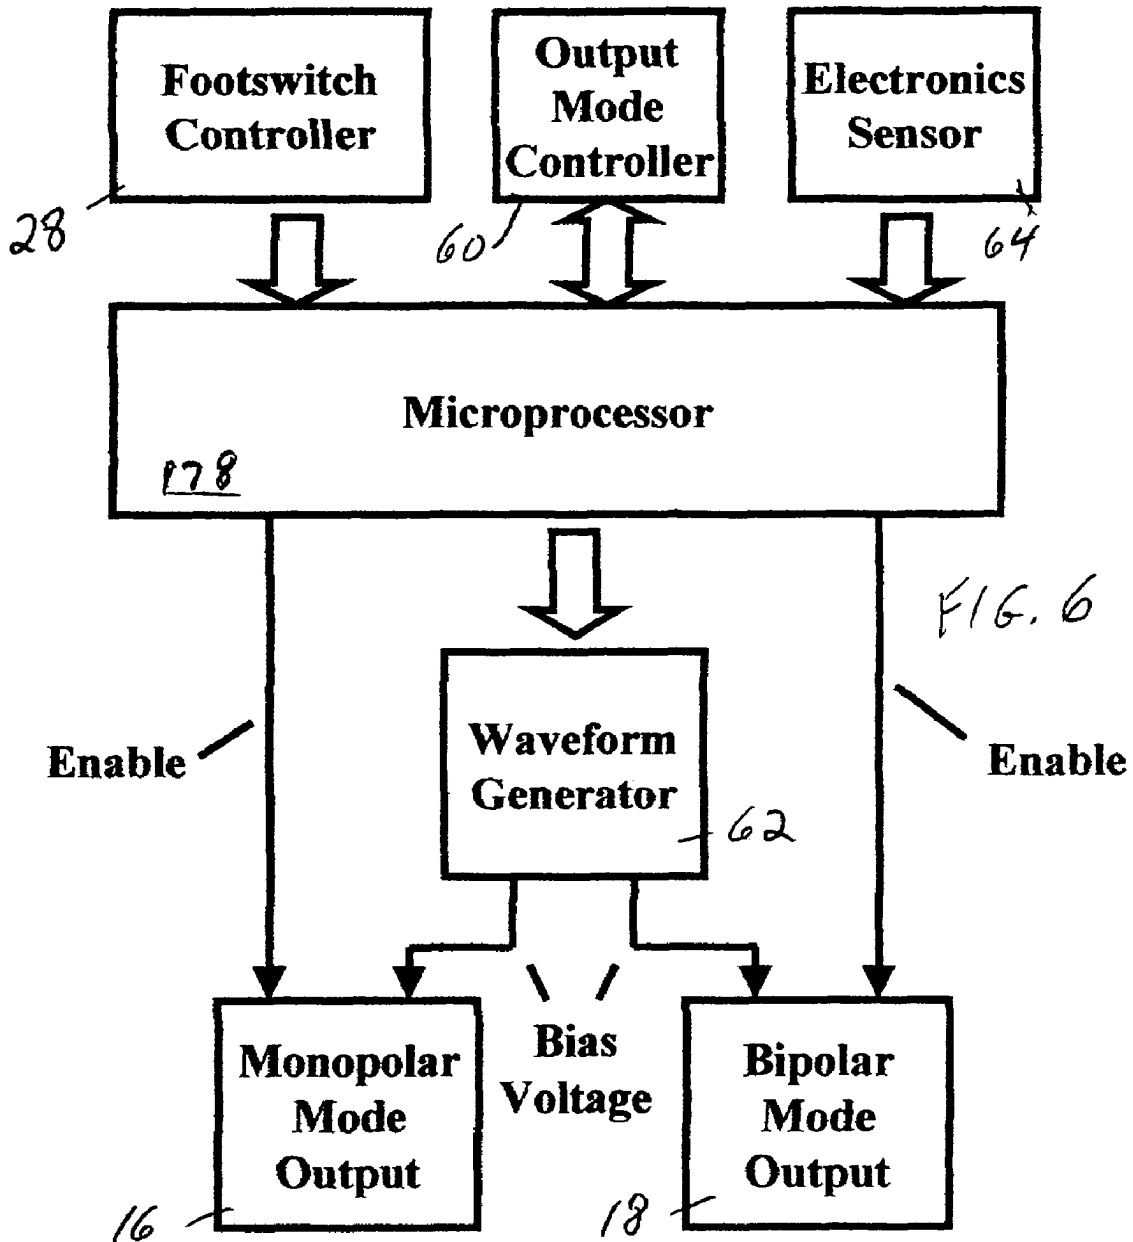 Footswitch
Controller
Output
Mode
Controller
Electronics
Sensor
28
60
64
Microprocessor
178
FIG. 6
Enable
Waveform
Generator
62
Enable
Monopolar
Mode
Output
Bias
Voltage
Bipolar
Mode
Output
16
18